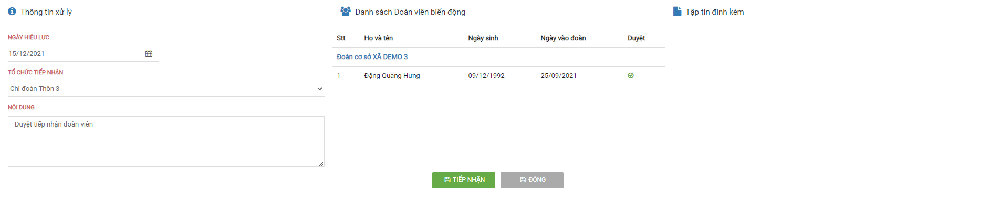 Thông tin xử lý
NGÀY HIỆU LỰC
15/12/2021
TỔ CHỨC TIẾP NHẬN
Chi đoàn Thôn 3
NỘI DUNG
Duyệt tiếp nhận đoàn viên
Danh sách Đoàn viên biến động
Stt Họ và tên Ngày sinh Ngày vào đoàn Duyệt
Đoàn cơ sở XÃ DEMO 3
1 Đặng Quang Hưng 09/12/1992 25/09/2021
Tập tin đính kèm
TIẾP NHẬN ĐÓNG